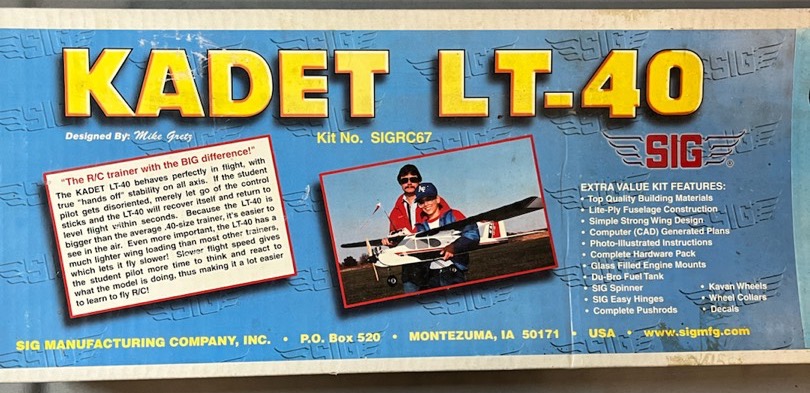 KADET LT-40
Designed By: Mike Gretz
Kit No. SIGRC67
SIG
"The R/C trainer with the BIG difference!"
The KADET LT-40 behaves perfectly in flight, with
true "hands off" stability on all axis. If the student
pilot gets disoriented, merely let go of the control
sticks and the LT-40 will recover itself and return to
level flight within seconds. Because the LT-40 is
bigger than the average .40-size trainer, it's easier to
see in the air. Even more important, the LT-40 has a
much lighter wing loading than most other trainers,
which lets it fly slower! Slower flight speed gives
the student pilot more time to think and react to
what the model is doing, thus making it a lot easier
to learn to fly R/C!
EXTRA VALUE KIT FEATURES:
• Top Quality Building Materials
• Lite-Ply Fuselage Construction
• Simple Strong Wing Design
• Computer (CAD) Generated Plans
• Photo-Illustrated Instructions
• Complete Hardware Pack
• Glass Filled Engine Mounts
• Du-Bro Fuel Tank
• SIG Spinner
• SIG Easy Hinges
• Complete Pushrods
• Kavan Wheels
• Wheel Collars
• Decals
SIG MANUFACTURING COMPANY, INC. • P.O. Box 520 • MONTEZUMA, IA 50171 • USA • www.sigmfg.com